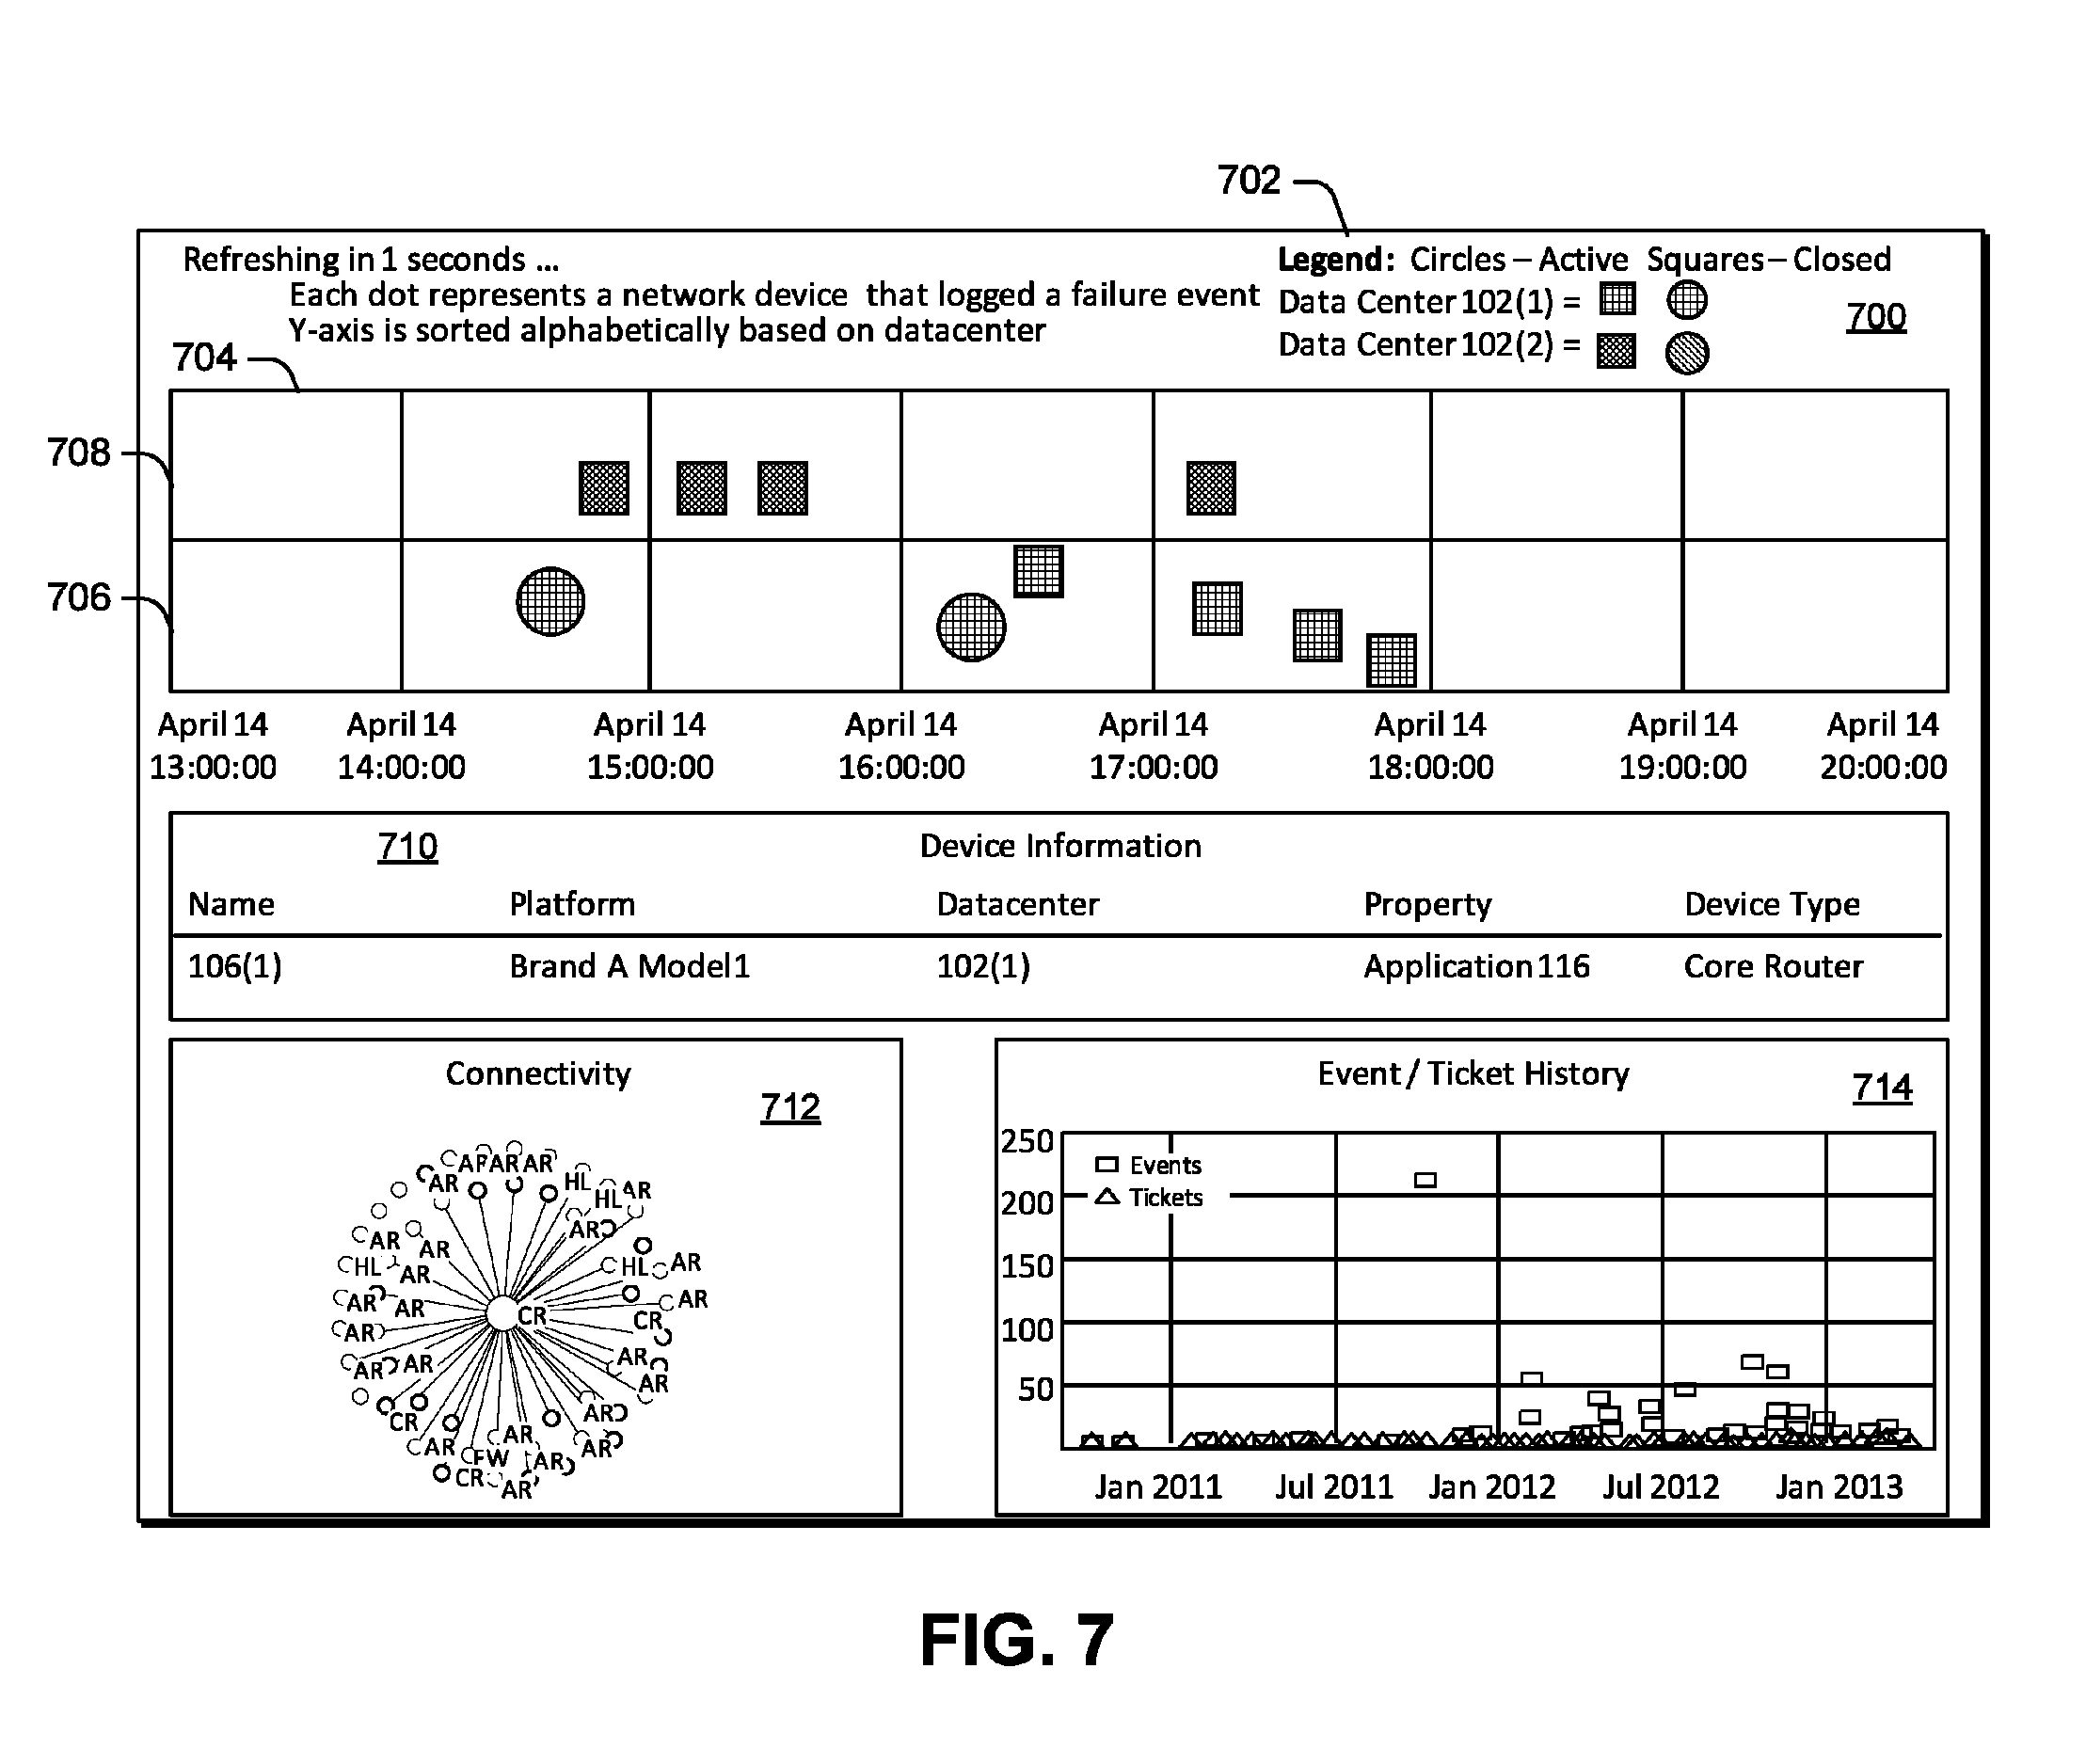 702
Refreshing in 1 seconds ...
Legend: Circles – Active Squares – Closed
Each dot represents a network device that logged a failure event
Data Center 102(1) =
700
Y-axis is sorted alphabetically based on datacenter
Data Center 102(2) =
704
708
706
April 14 April 14 April 14 April 14 April 14 April 14 April 14 April 14
13:00:00 14:00:00 15:00:00 16:00:00 17:00:00 18:00:00 19:00:00 20:00:00
710
Device Information
Name Platform Datacenter Property Device Type
106(1) Brand A Model 1 102(1) Application 116 Core Router
Connectivity
712
AR AR
AR HL
HL AR
AR
AR
AR
HL AR
HL
AR
AR AR AR
CR
CR
AR
AR AR
AR
AR
AR
CR
AR
AR
AR
FW AR
CR
AR
Event / Ticket History
714
250
Events
200
Tickets
150
100
50
Jan 2011 Jul 2011 Jan 2012 Jul 2012 Jan 2013
FIG. 7